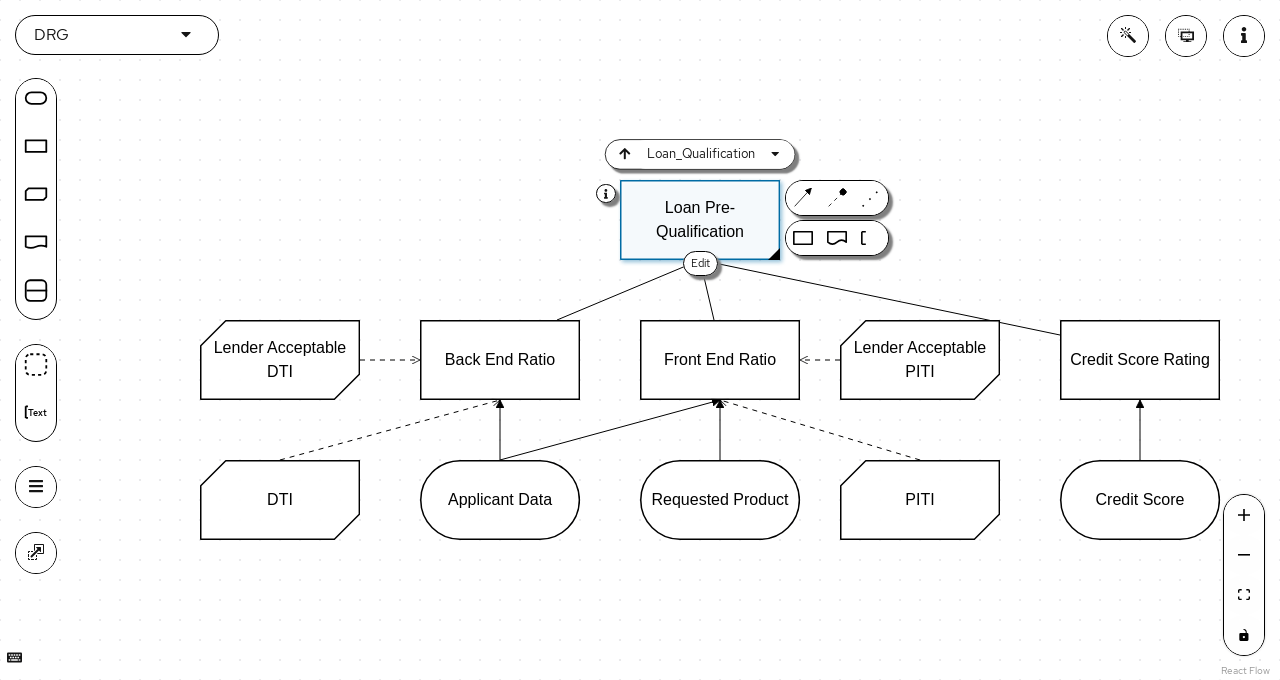 DRG
Loan_Qualification
Loan Pre-
Qualification
Edit
Lender Acceptable
DTI
Back End Ratio
Front End Ratio
Lender Acceptable
PITI
Credit Score Rating
Text
DTI
Applicant Data
Requested Product
PITI
Credit Score
React Flow